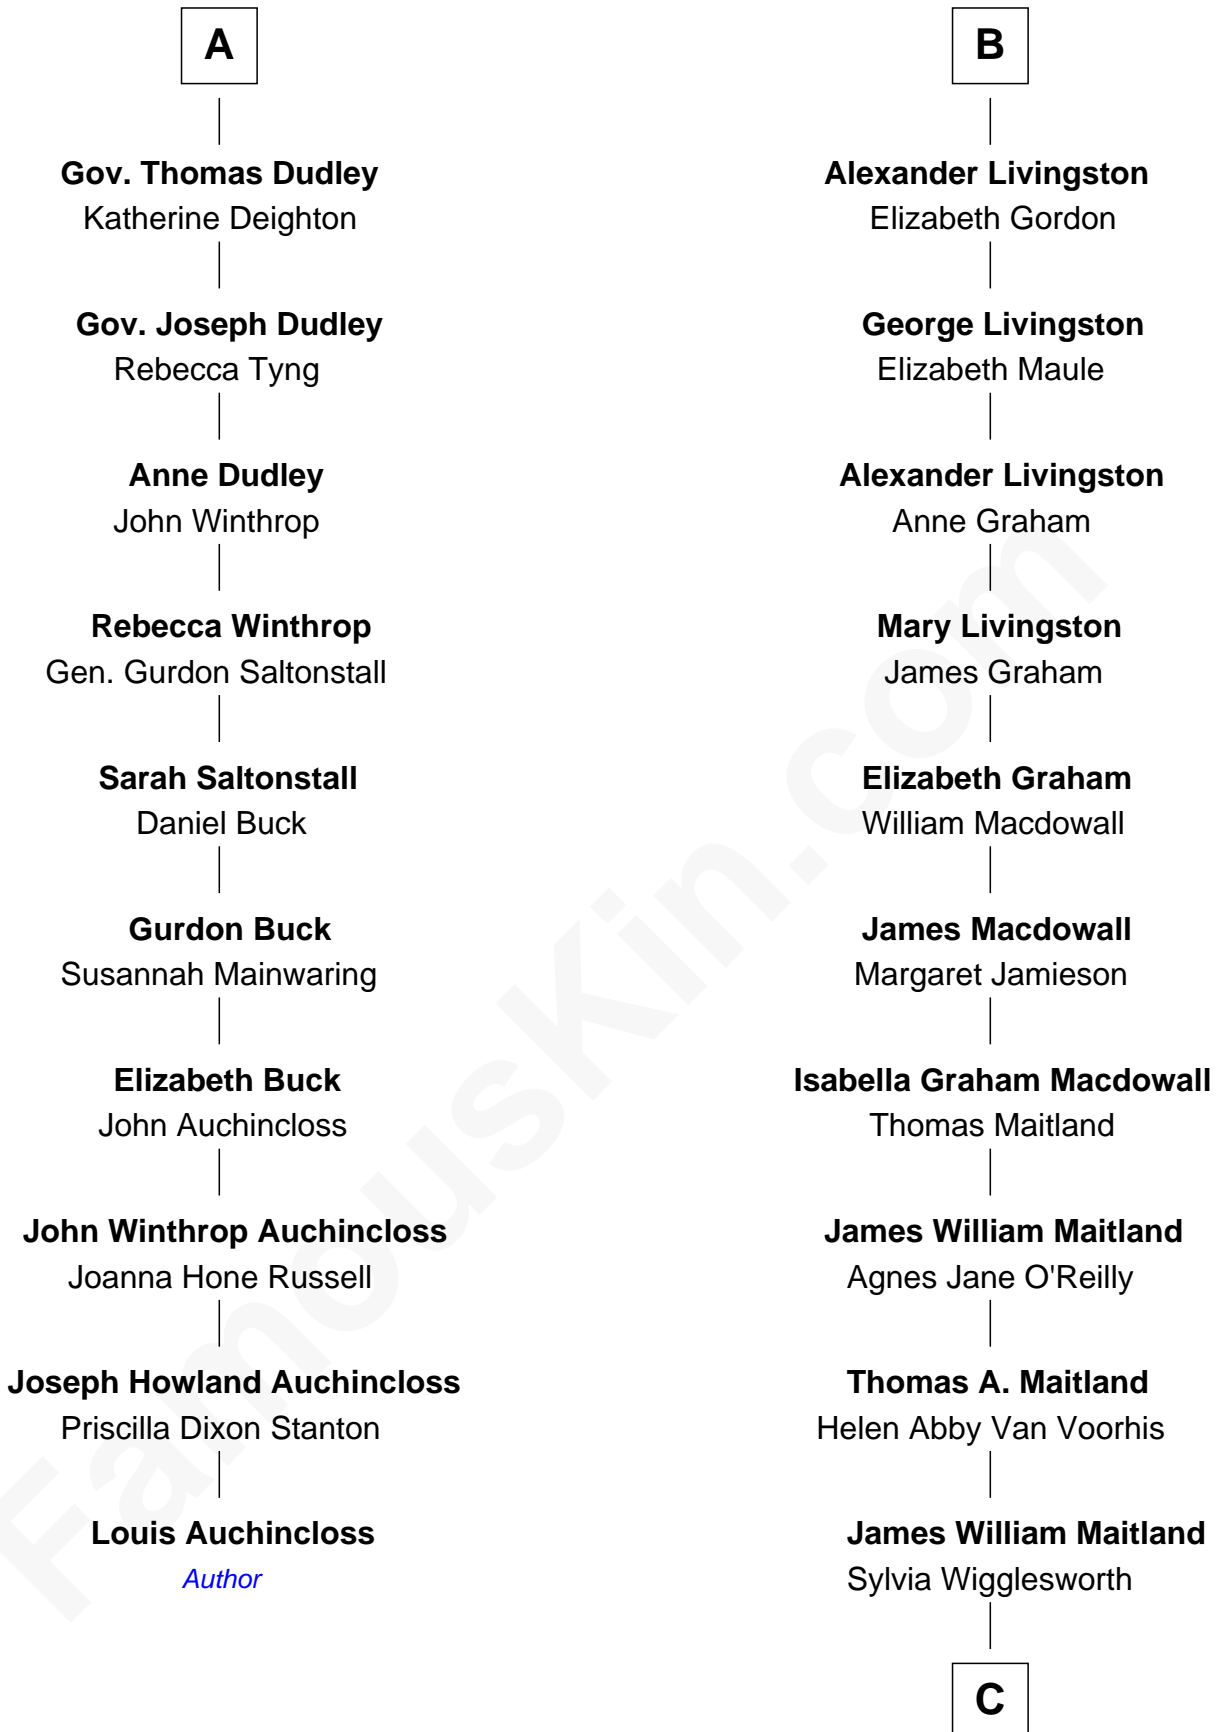 A
Gov. Thomas Dudley
Katherine Deighton
Gov. Joseph Dudley
Rebecca Tyng
Anne Dudley
John Winthrop
Rebecca Winthrop
Gen. Gurdon Saltonstall
Sarah Saltonstall
Daniel Buck
Gurdon Buck
Susannah Mainwaring
Elizabeth Buck
John Auchincloss
John Winthrop Auchincloss
Joanna Hone Russell
Joseph Howland Auchincloss
Priscilla Dixon Stanton
Louis Auchincloss
Author
B
Alexander Livingston
Elizabeth Gordon
George Livingston
Elizabeth Maule
Alexander Livingston
Anne Graham
Mary Livingston
James Graham
Elizabeth Graham
William Macdowall
James Macdowall
Margaret Jamieson
Isabella Graham Macdowall
Thomas Maitland
James William Maitland
Agnes Jane O'Reilly
Thomas A. Maitland
Helen Abby Van Voorhis
James William Maitland
Sylvia Wigglesworth
C
FamousKin.com